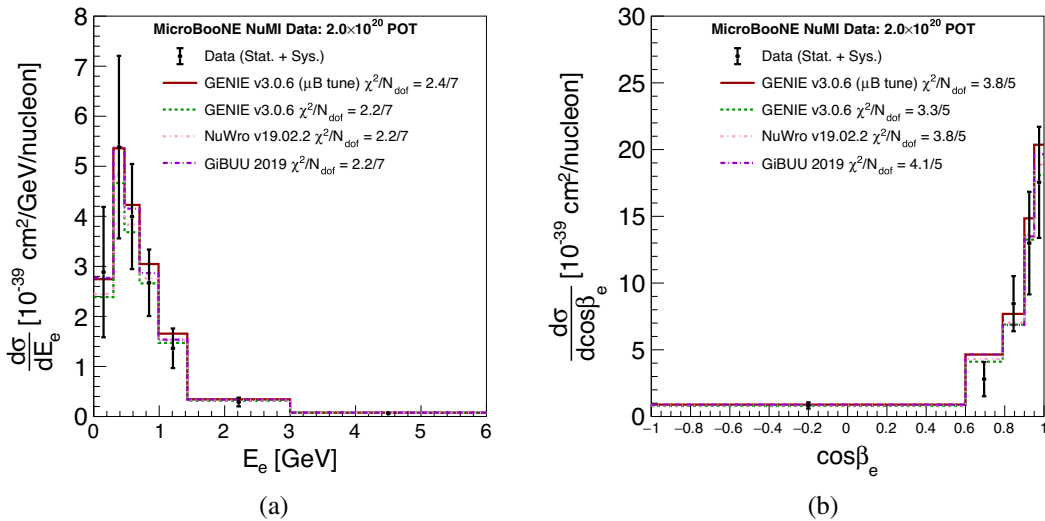 MicroBooNE NuMI Data: 2.0×10²⁰ POT
Data (Stat. + Sys.)
GENIE v3.0.6 (μB tune) χ²/N_dof = 2.4/7
GENIE v3.0.6 χ²/N_dof = 2.2/7
NuWro v19.02.2 χ²/N_dof = 2.2/7
GiBUU 2019 χ²/N_dof = 2.2/7
dσ/dE_e [10⁻³⁹ cm²/GeV/nucleon]
8
7
6
5
4
3
2
1
0
0 1 2 3 4 5 6
E_e [GeV]
(a)
MicroBooNE NuMI Data: 2.0×10²⁰ POT
Data (Stat. + Sys.)
GENIE v3.0.6 (μB tune) χ²/N_dof = 3.8/5
GENIE v3.0.6 χ²/N_dof = 3.3/5
NuWro v19.02.2 χ²/N_dof = 3.8/5
GiBUU 2019 χ²/N_dof = 4.1/5
dσ/dcosβ_e [10⁻³⁹ cm²/nucleon]
30
25
20
15
10
5
0
−1 −0.8 −0.6 −0.4 −0.2 0 0.2 0.4 0.6 0.8 1
cosβ_e
(b)